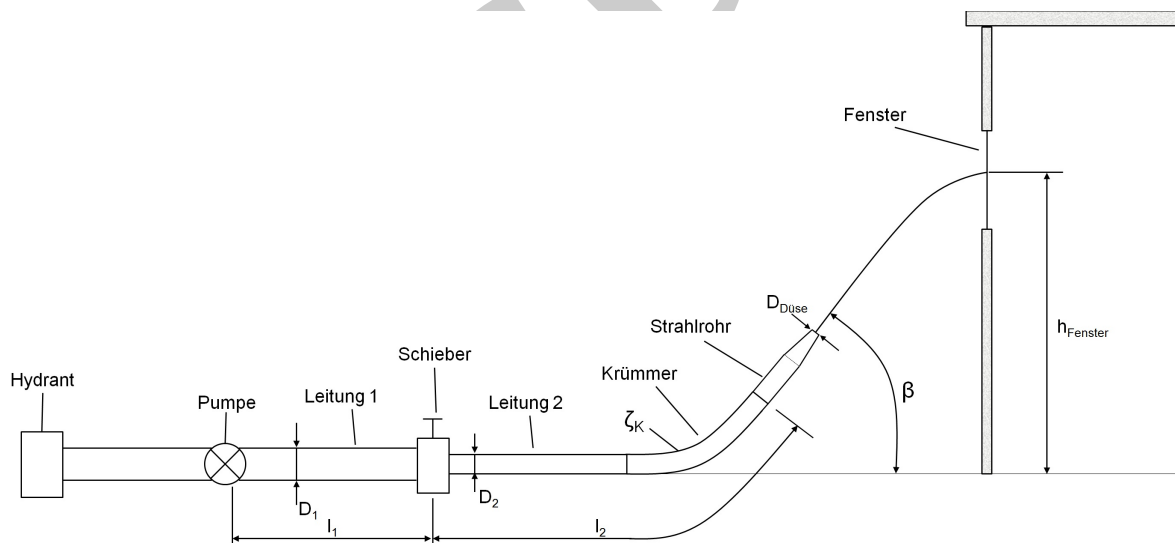 Fenster
D_Düse
Strahlrohr
h_Fenster
Schieber
Krümmer
Hydrant
Leitung 1
Pumpe
Leitung 2
β
ζ_K
D_1
D_2
l_1
l_2